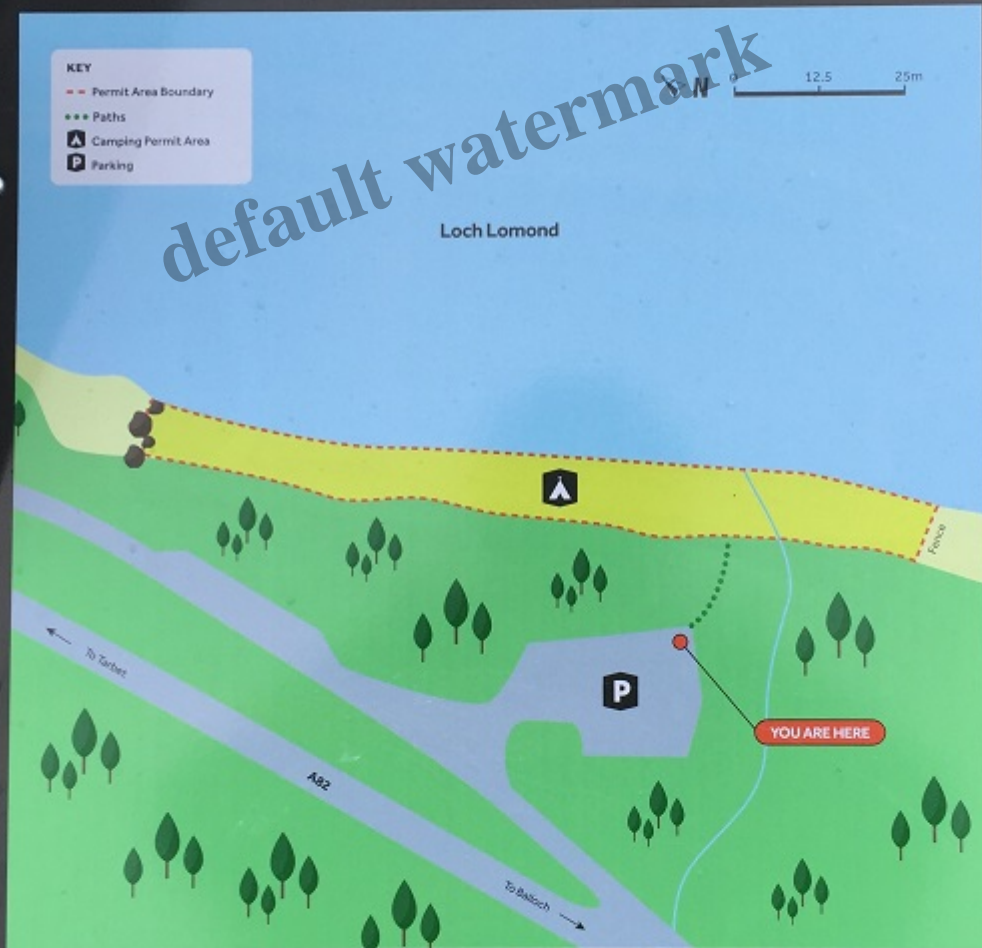 KEY
Permit Area Boundary
Paths
Camping Permit Area
P Parking
N
0 12.5 25m
default watermark
Loch Lomond
Fence
P
To Tarbet
YOU ARE HERE
A82
To Balloch